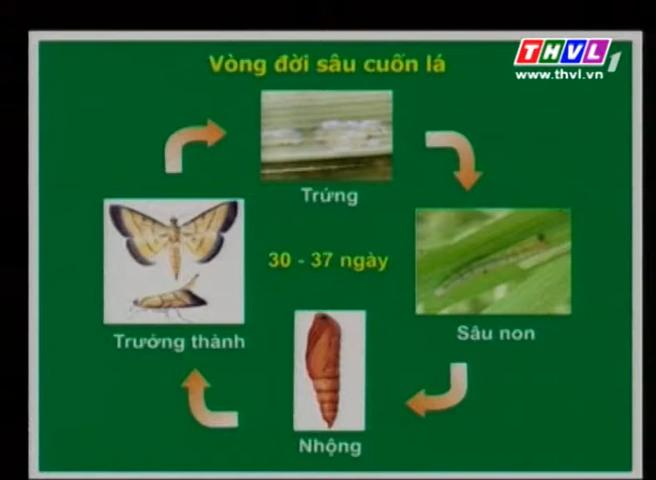 Vòng đời sâu cuốn lá
THVL1
www.thvl.vn
Trứng
30 - 37 ngày
Sâu non
Trưởng thành
Nhộng